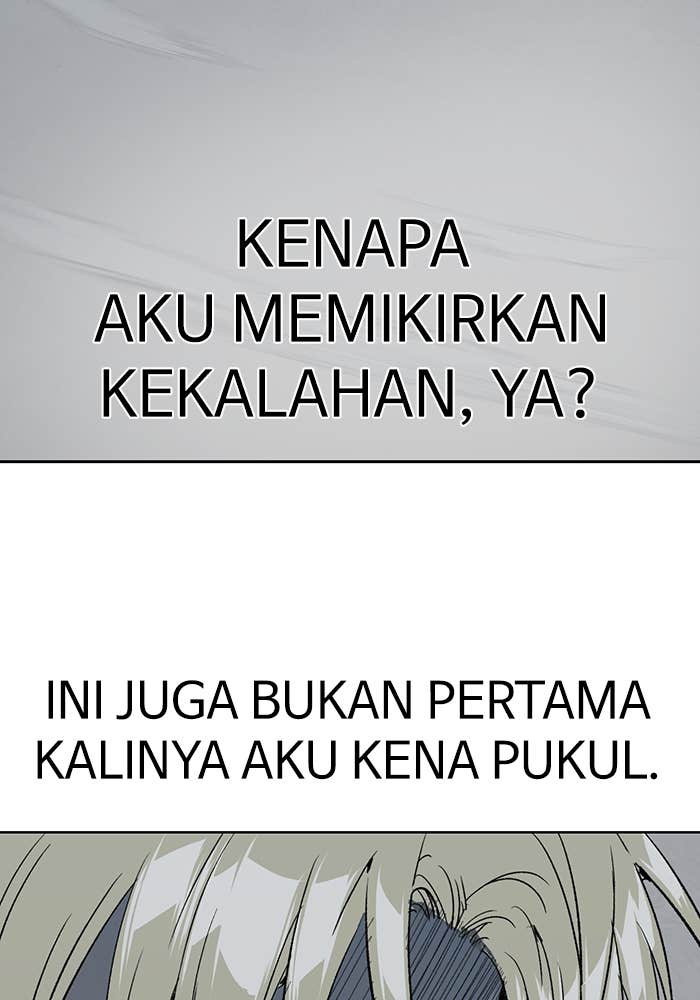 KENAPA
AKU MEMIKIRKAN
KEKALAHAN, YA?
INI JUGA BUKAN PERTAMA
KALINYA AKU KENA PUKUL.